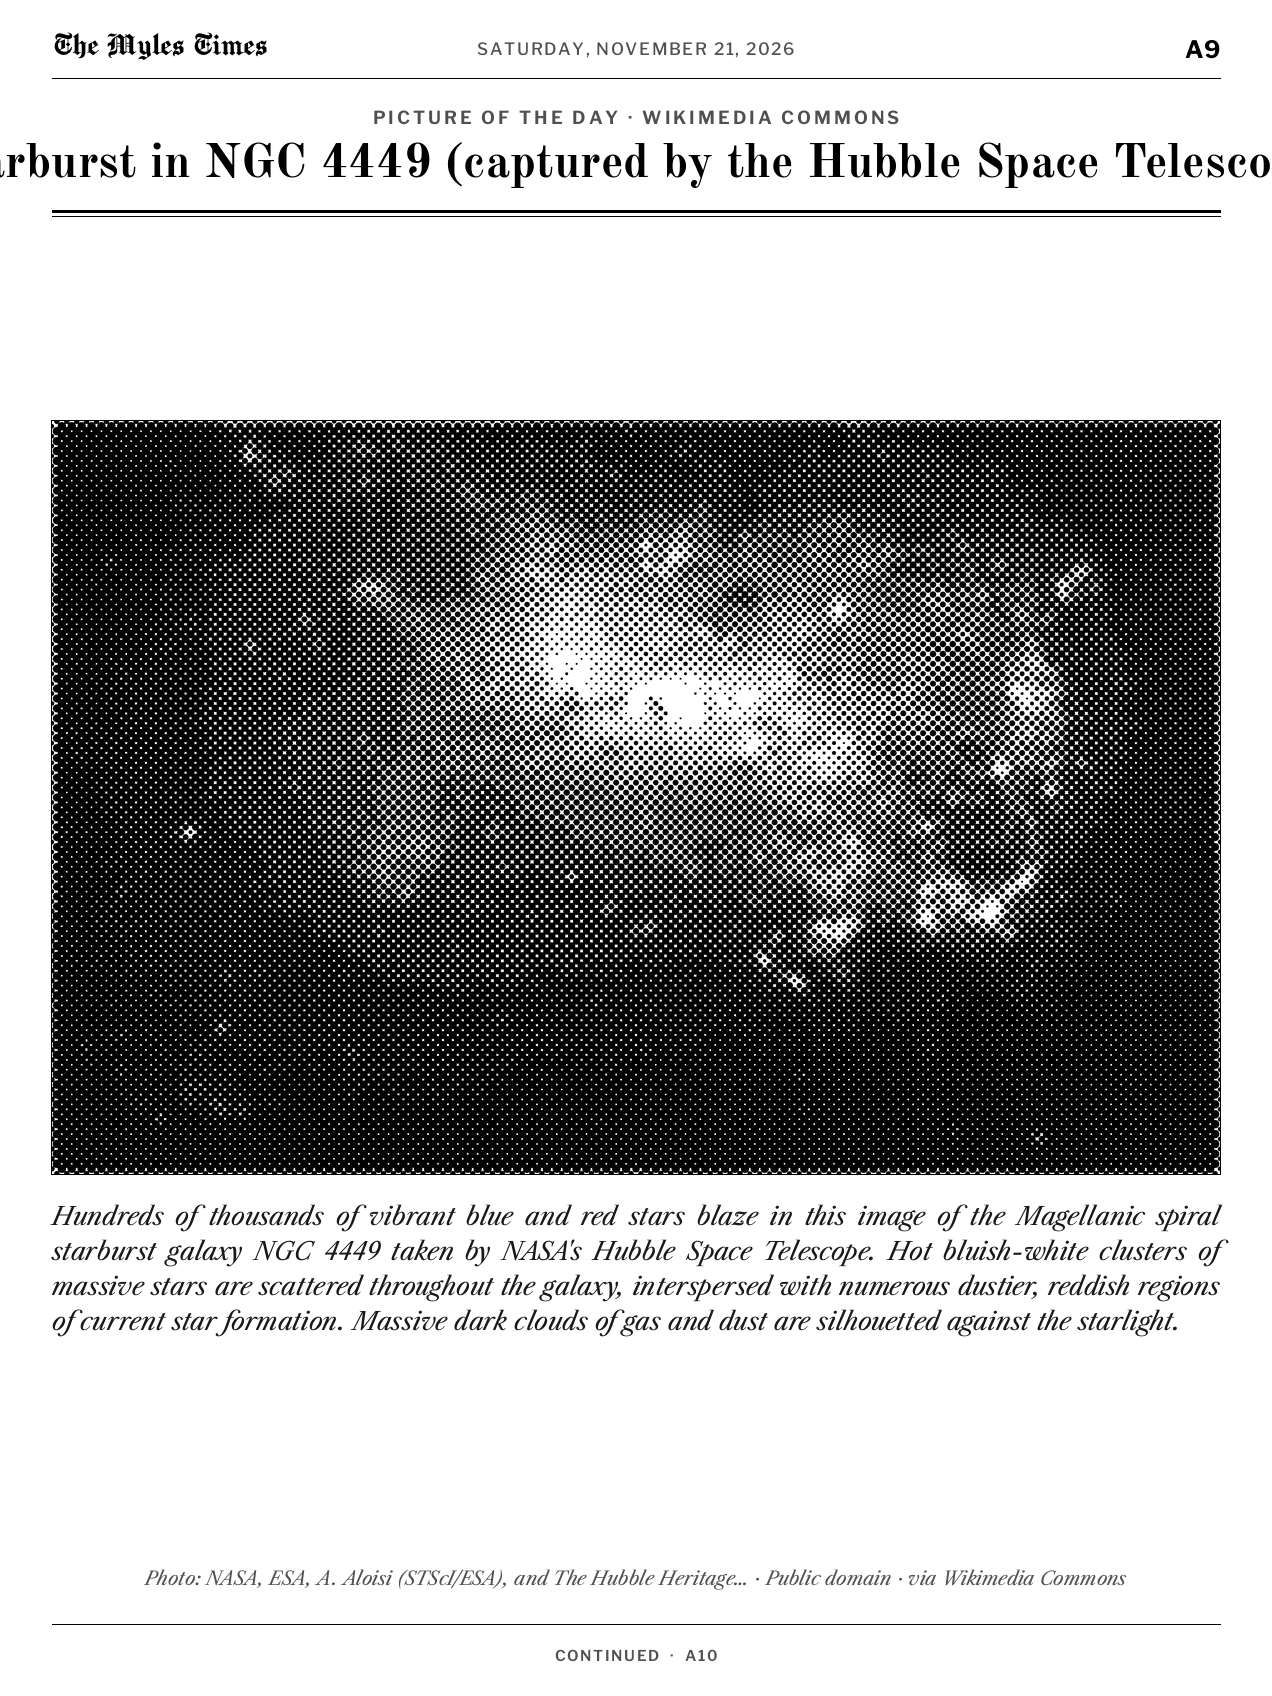 The Myles Times
SATURDAY, NOVEMBER 21, 2026
A9
PICTURE OF THE DAY · WIKIMEDIA COMMONS
in NGC 4449 (captured by the Hubble Space
Hundreds of thousands of vibrant blue and red stars blaze in this image of the Magellanic spiral
starburst galaxy NGC 4449 taken by NASA's Hubble Space Telescope. Hot bluish-white clusters of
massive stars are scattered throughout the galaxy, interspersed with numerous dustier, reddish regions
of current star formation. Massive dark clouds of gas and dust are silhouetted against the starlight.
Photo: NASA, ESA, A. Aloisi (STScI/ESA), and The Hubble Heritage... · Public domain · via Wikimedia Commons
CONTINUED · A10